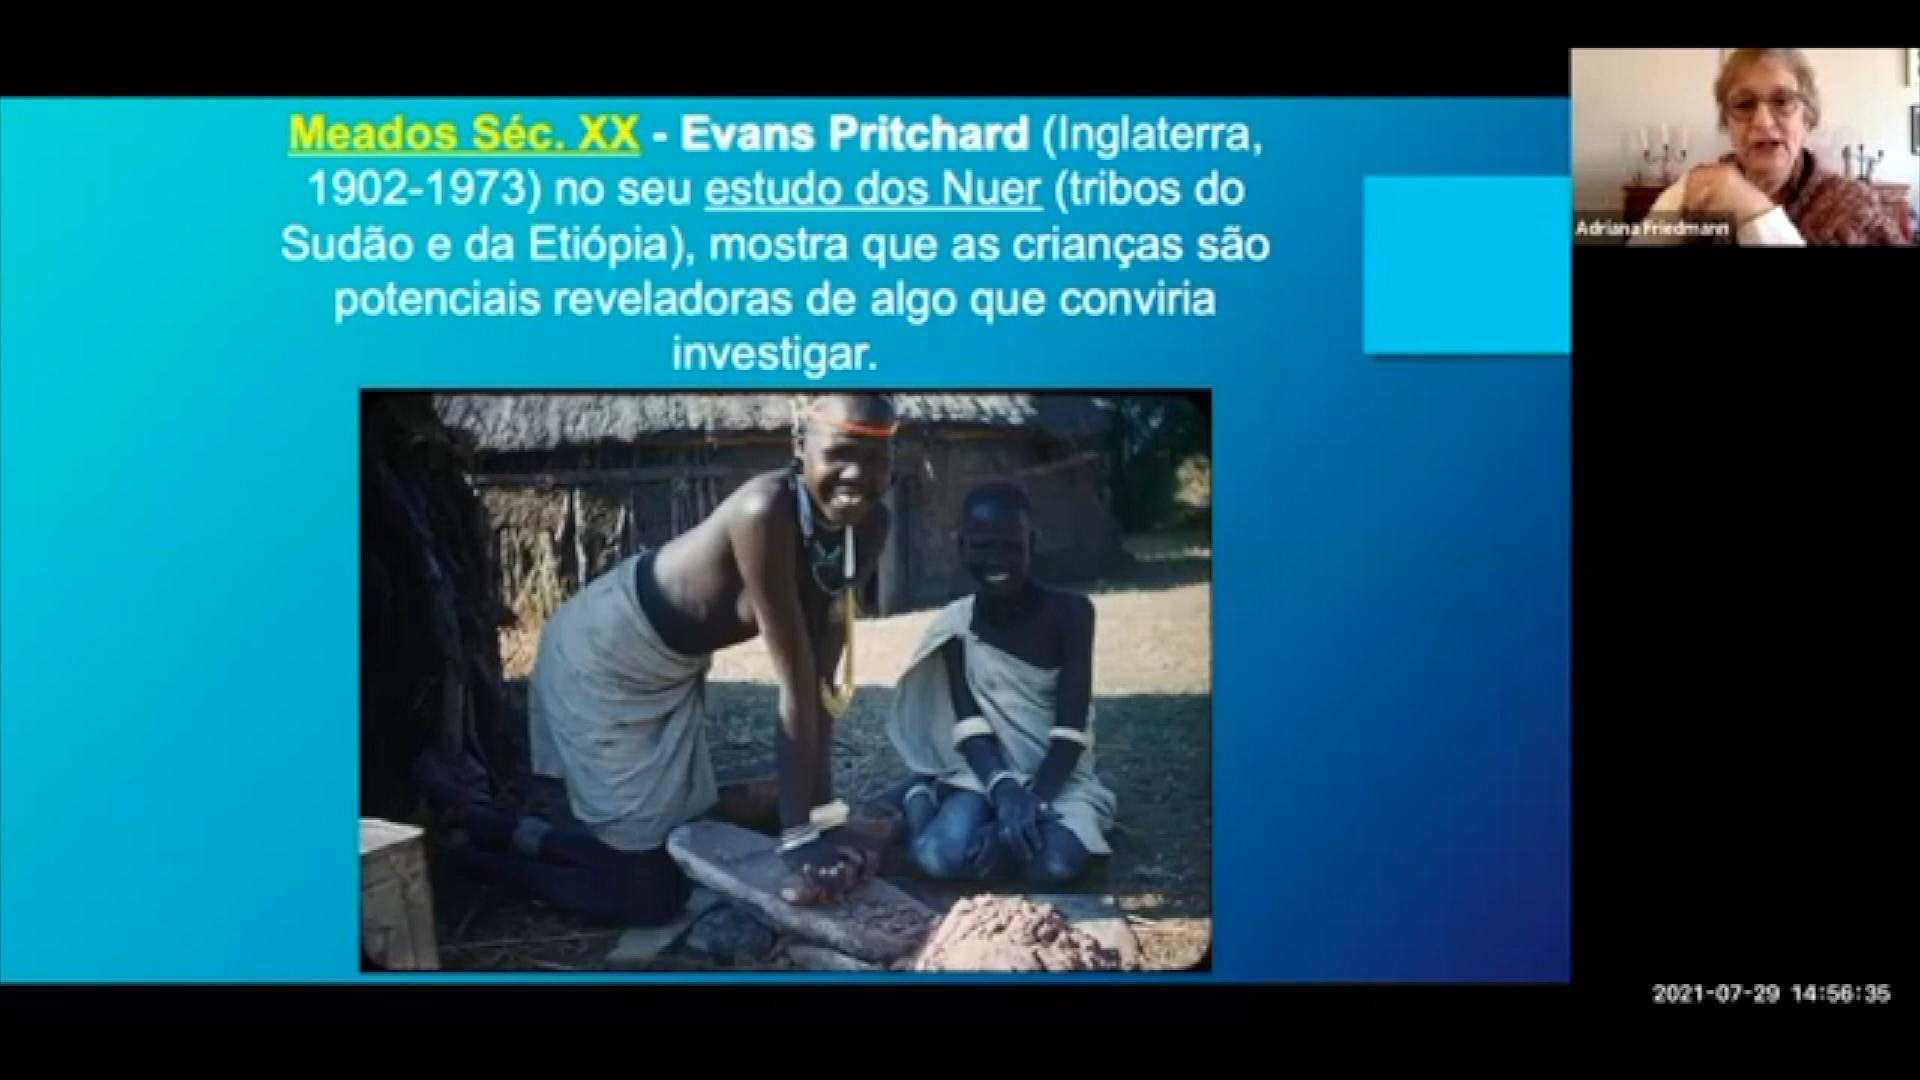 Meados Séc. XX - Evans Pritchard (Inglaterra,
1902-1973) no seu estudo dos Nuer (tribos do
Sudão e da Etiópia), mostra que as crianças são
potenciais reveladoras de algo que conviria
investigar.
Adriana Friedmann
2021-07-29 14:56:35